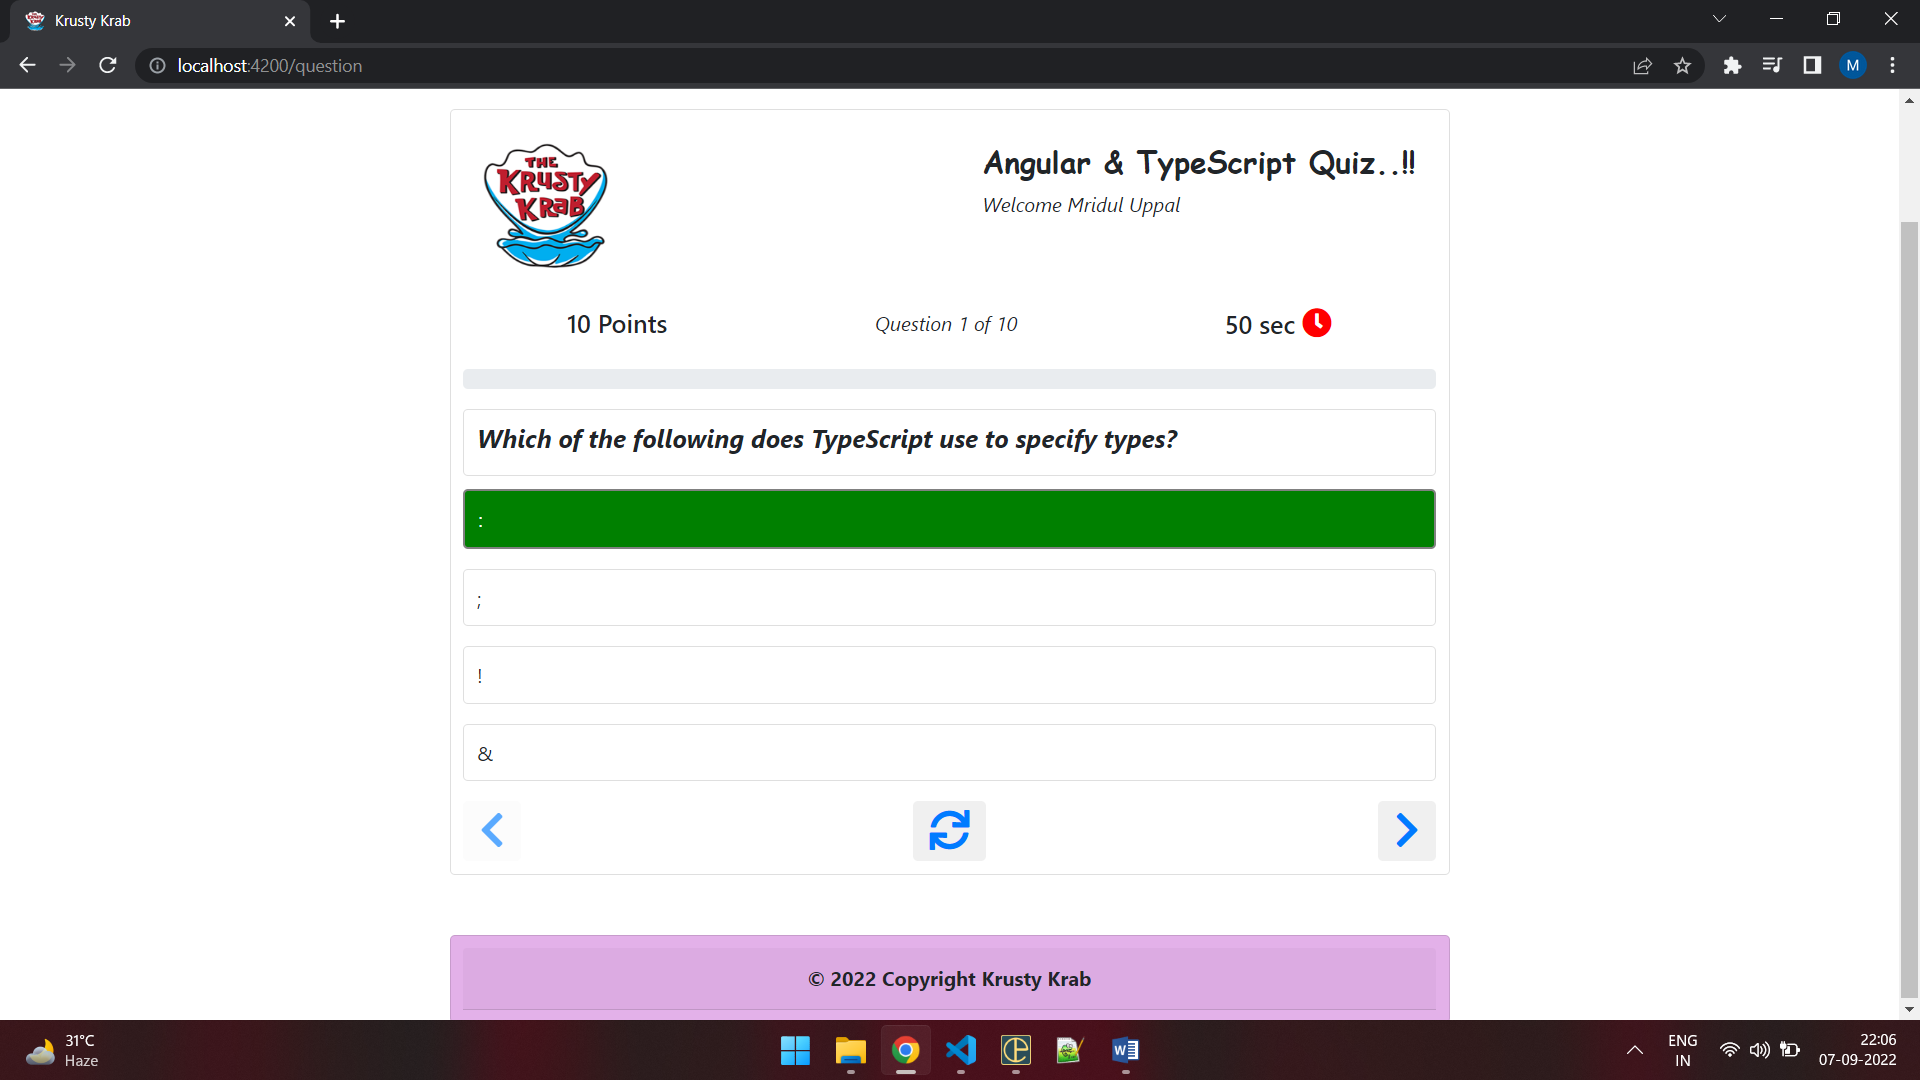 Krusty Krab
localhost:4200/question
M
THE
KRUSTY
KRAB
Angular & TypeScript Quiz..!!
Welcome Mridul Uppal
10 Points
Question 1 of 10
50 sec
Which of the following does TypeScript use to specify types?
:
;
!
&
© 2022 Copyright Krusty Krab
31°C
Haze
ENG
IN
22:06
07-09-2022